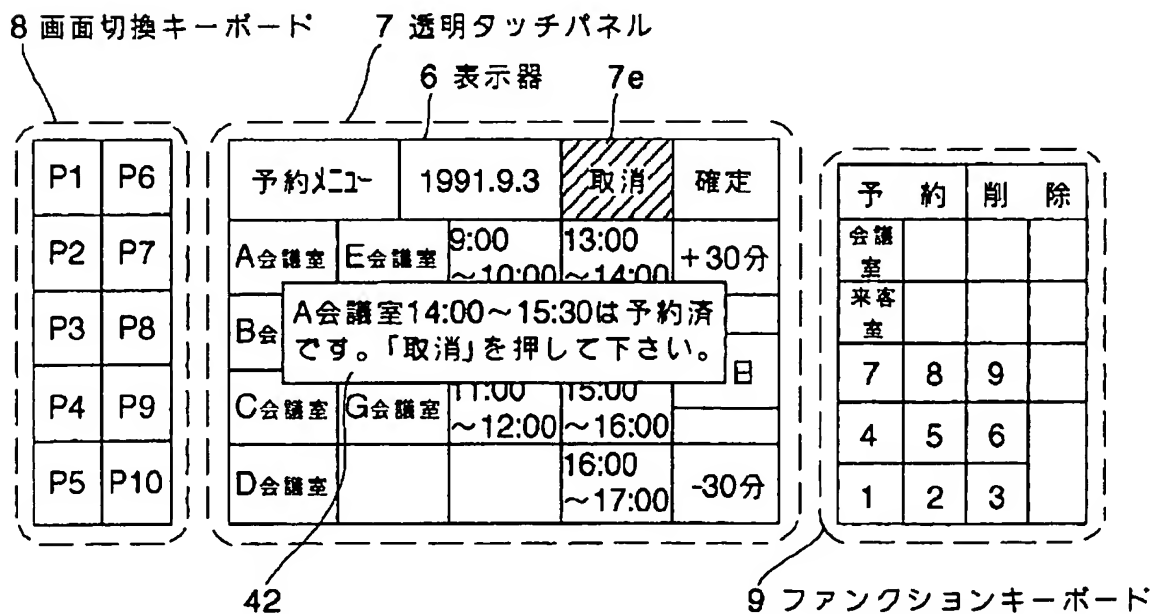 8 画面切換キーボード
7 透明タッチパネル
6 表示器
7e
P1 P6
P2 P7
P3 P8
P4 P9
P5 P10
予約メニュー 1991.9.3 取消 確定
A会議室 E会議室 9:00 ～10:00 13:00 ～14:00 +30分
B会
A会議室14:00～15:30は予約済
です。「取消」を押して下さい。
日
C会議室 G会議室 11:00 ～12:00 15:00 ～16:00
D会議室 16:00 ～17:00 -30分
予約 削除
会議室
来客室
7 8 9
4 5 6
1 2 3
42
9 ファンクションキーボード